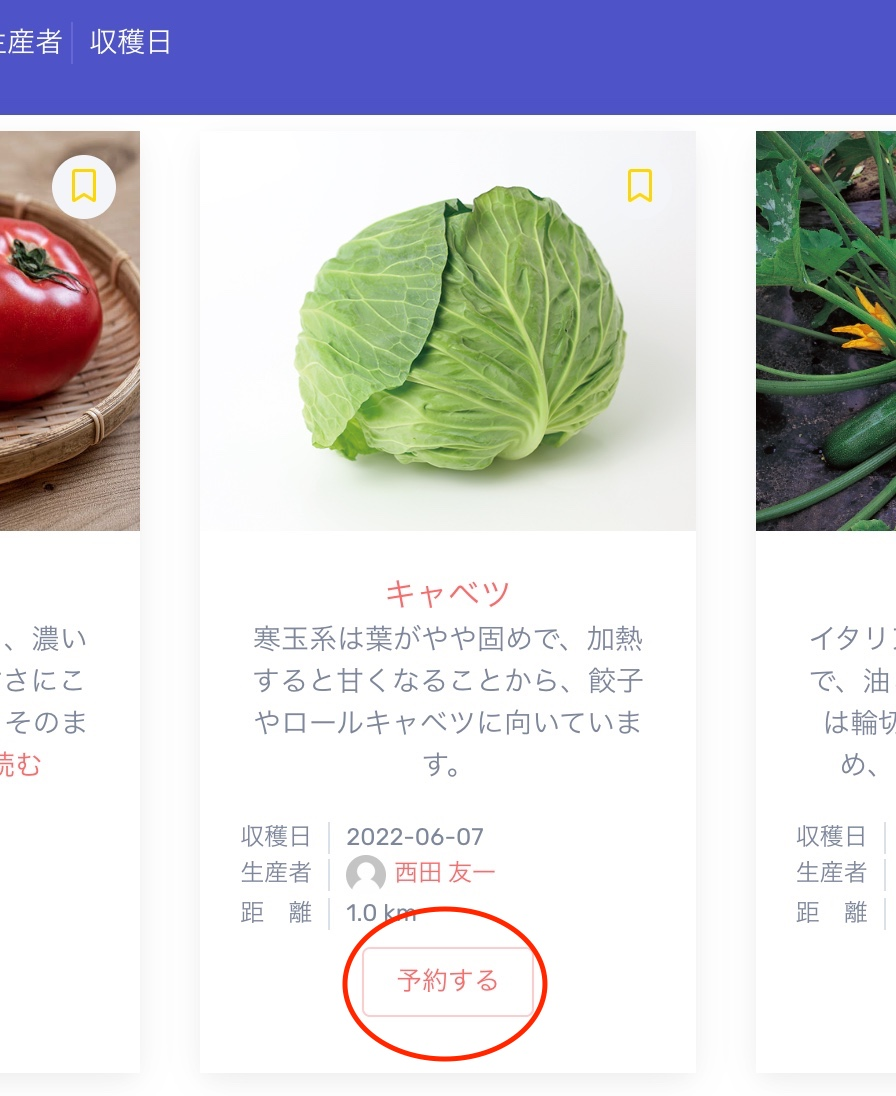 生産者 収穫日
、濃い
さにこ
そのま
読む
キャベツ
寒玉系は葉がやや固めで、加熱
すると甘くなることから、餃子
やロールキャベツに向いていま
す。
収穫日 2022-06-07
生産者 西田 友一
距　離 1.0 km
予約する
イタリ
で、油
は輪切
め、
収穫日
生産者
距　離